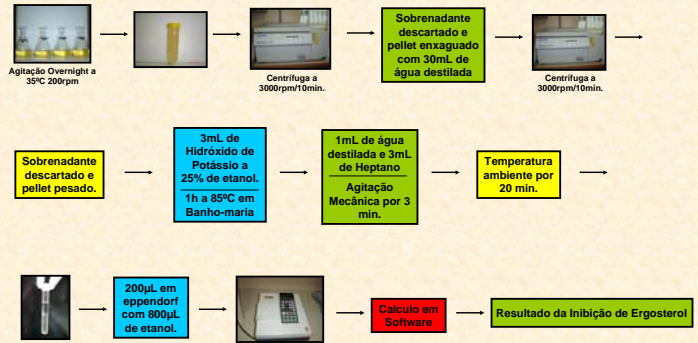 Agitação Overnight a
35ºC 200rpm
Centrífuga a
3000rpm/10min.
Sobrenadante
descartado e
pellet enxaguado
com 30mL de
água destilada
Centífuga a
3000rpm/10min.
Sobrenadante
descartado e
pellet pesado.
3mL de
Hidróxido de
Potássio a
25% de etanol.
1h a 85ºC em
Banho-maria
1mL de água
destilada e 3mL
de Heptano
Agitação
Mecânica por 3
min.
Temperatura
ambiente por
20 min.
200µL em
eppendorf
com 800µL
de etanol.
Calculo em
Software
Resultado da Inibição de Ergosterol